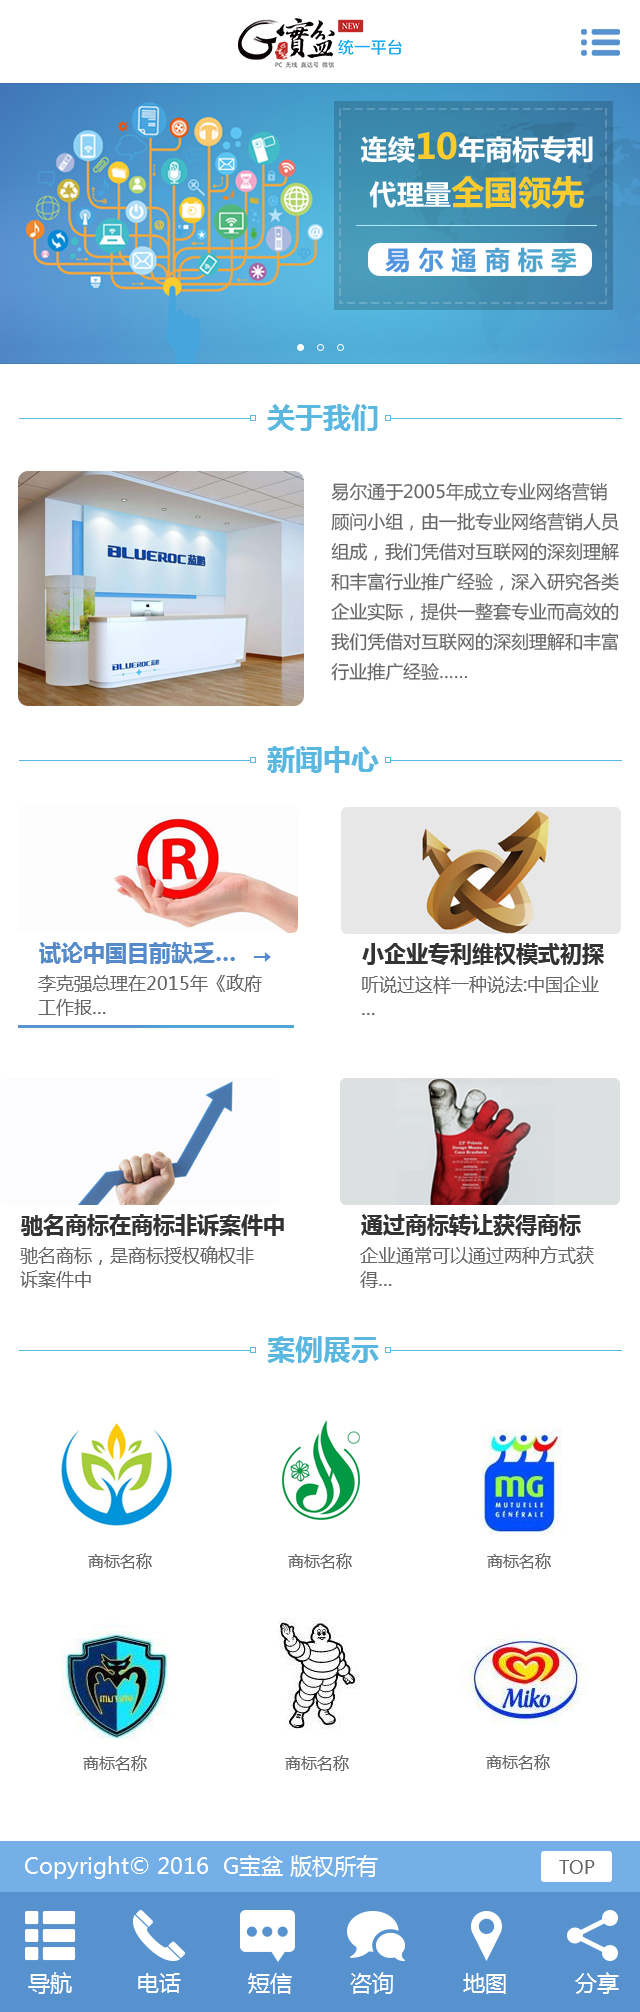 G寶盆
NEW
统一平台
PC 无线 直达号 微信
连续10年商标专利
代理量全国领先
易尔通商标季
关于我们
BLUEROC蓝鹏
BLUEROC蓝鹏
易尔通于2005年成立专业网络营销
顾问小组，由一批专业网络营销人员
组成，我们凭借对互联网的深刻理解
和丰富行业推广经验，深入研究各类
企业实际，提供一整套专业而高效的
我们凭借对互联网的深刻理解和丰富
行业推广经验......
新闻中心
R
试论中国目前缺乏...
李克强总理在2015年《政府
工作报...
小企业专利维权模式初探
听说过这样一种说法:中国企业
...
驰名商标在商标非诉案件中
驰名商标，是商标授权确权非
诉案件中
通过商标转让获得商标
企业通常可以通过两种方式获
得...
案例展示
MG
MUTUELLE
GÉNÉRALE
商标名称
商标名称
商标名称
Miko
商标名称
商标名称
商标名称
Copyright© 2016 G宝盆 版权所有
TOP
导航
电话
短信
咨询
地图
分享